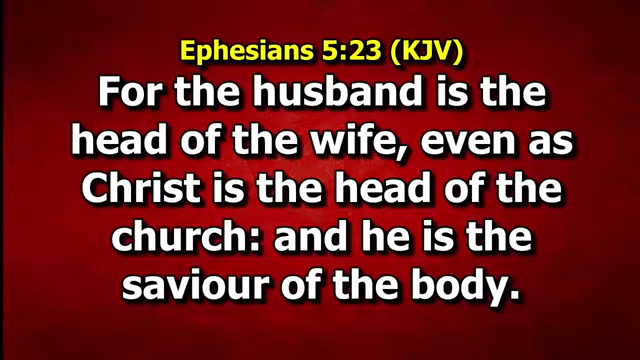 Ephesians 5:23 (KJV)
For the husband is the
head of the wife, even as
Christ is the head of the
church: and he is the
saviour of the body.